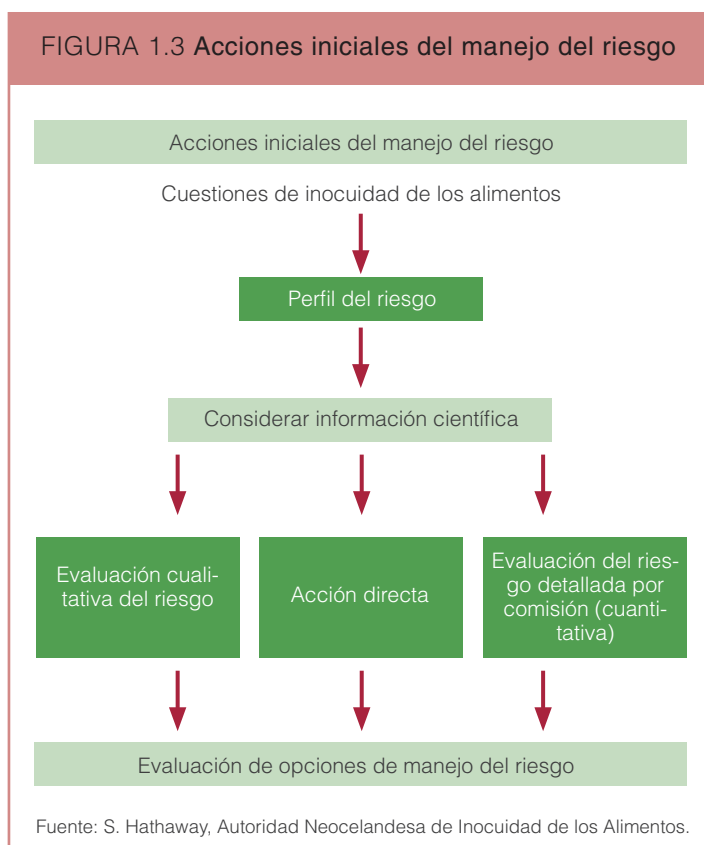 FIGURA 1.3 Acciones iniciales del manejo del riesgo
Acciones iniciales del manejo del riesgo
Cuestiones de inocuidad de los alimentos
Perfil del riesgo
Considerar información científica
Evaluación cuali-
tativa del riesgo
Acción directa
Evaluación del ries-
go detallada por
comisión (cuanti-
tativa)
Evaluación de opciones de manejo del riesgo
Fuente: S. Hathaway, Autoridad Neocelandesa de Inocuidad de los Alimentos.